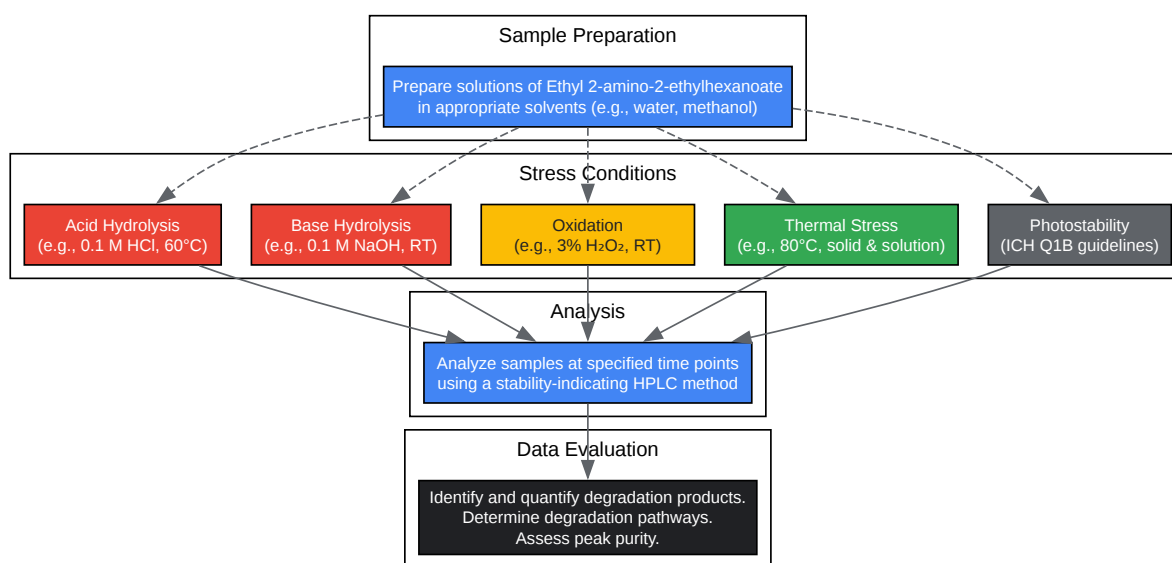 Sample Preparation
Prepare solutions of Ethyl 2-amino-2-ethylhexanoate
in appropriate solvents (e.g., water, methanol)
Stress Conditions
Acid Hydrolysis
(e.g., 0.1 M HCl, 60°C)
Base Hydrolysis
(e.g., 0.1 M NaOH, RT)
Oxidation
(e.g., 3% H₂O₂, RT)
Thermal Stress
(e.g., 80°C, solid & solution)
Photostability
(ICH Q1B guidelines)
Analysis
Analyze samples at specified time points
using a stability-indicating HPLC method
Data Evaluation
Identify and quantify degradation products.
Determine degradation pathways.
Assess peak purity.